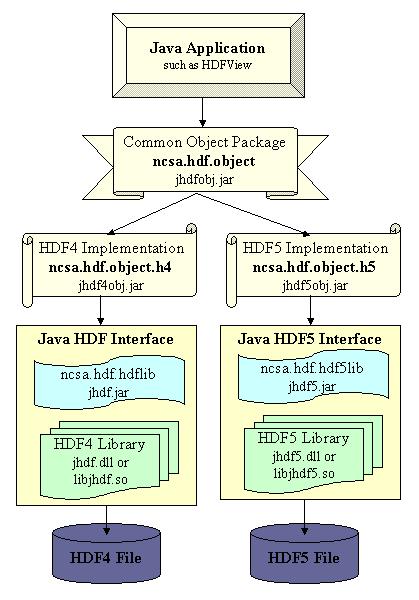 Java Application
such as HDFView
Common Object Package
ncsa.hdf.object
jhdfobj.jar
HDF4 Implementation
ncsa.hdf.object.h4
jhdf4obj.jar
HDF5 Implementation
ncsa.hdf.object.h5
jhdf5obj.jar
Java HDF Interface
ncsa.hdf.hdflib
jhdf.jar
HDF4 Library
jhdf.dll or
libjhdf.so
Java HDF5 Interface
ncsa.hdf.hdf5lib
jhdf5.jar
HDF5 Library
jhdf5.dll or
libjhdf5.so
HDF4 File
HDF5 File